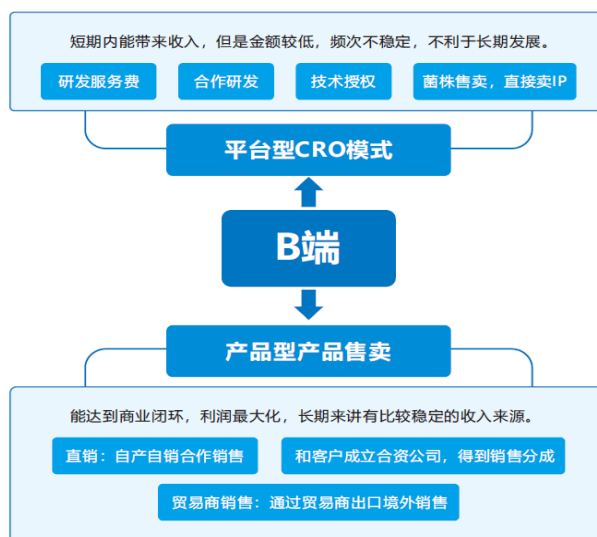 短期内能带来收入，但是金额较低，频次不稳定，不利于长期发展。
研发服务费
合作研发
技术授权
菌株售卖，直接卖IP
平台型CRO模式
B端
产品型产品售卖
能达到商业闭环，利润最大化，长期来讲有比较稳定的收入来源。
直销：自产自销合作销售
和客户成立合资公司，得到销售分成
贸易商销售：通过贸易商出口境外销售